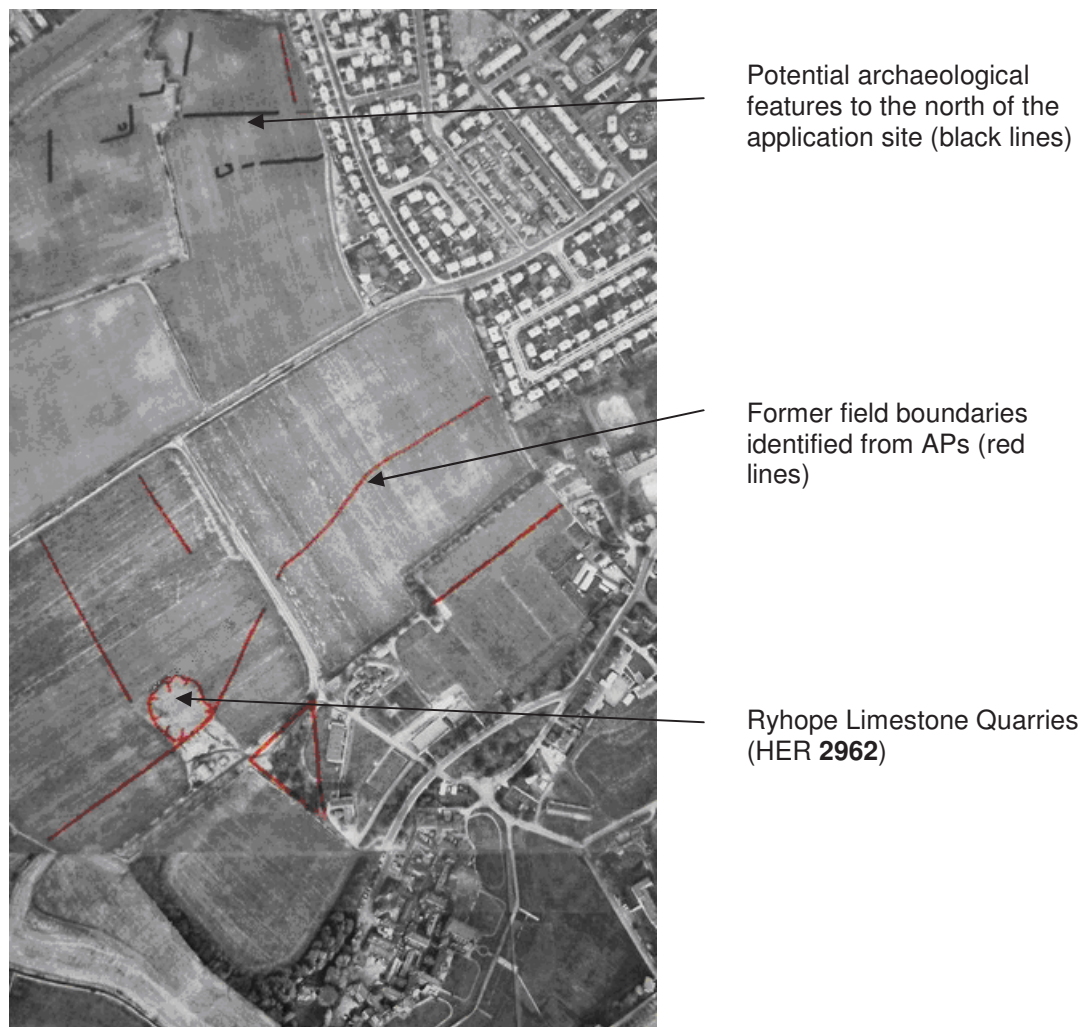 Potential archaeological
features to the north of the
application site (black lines)
Former field boundaries
identified from APs (red
lines)
Ryhope Limestone Quarries
(HER 2962)